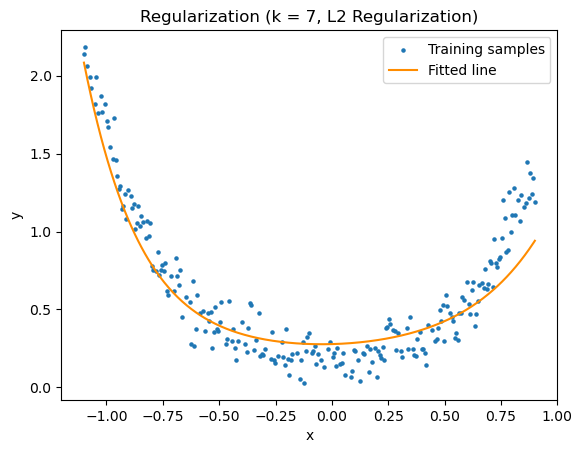 Regularization (k = 7, L2 Regularization)
Training samples
Fitted line
y
2.0
1.5
1.0
0.5
0.0
−1.00
−0.75
−0.50
−0.25
0.00
0.25
0.50
0.75
1.00
x